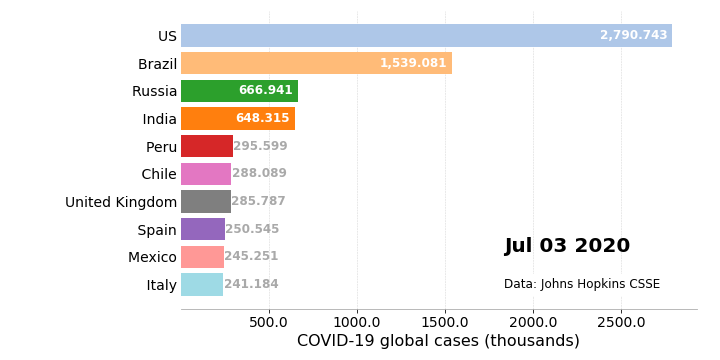 US 2,790.743
Brazil 1,539.081
Russia 666.941
India 648.315
Peru 295.599
Chile 288.089
United Kingdom 285.787
Spain 250.545
Mexico 245.251
Italy 241.184
Jul 03 2020
Data: Johns Hopkins CSSE
500.0 1000.0 1500.0 2000.0 2500.0
COVID-19 global cases (thousands)